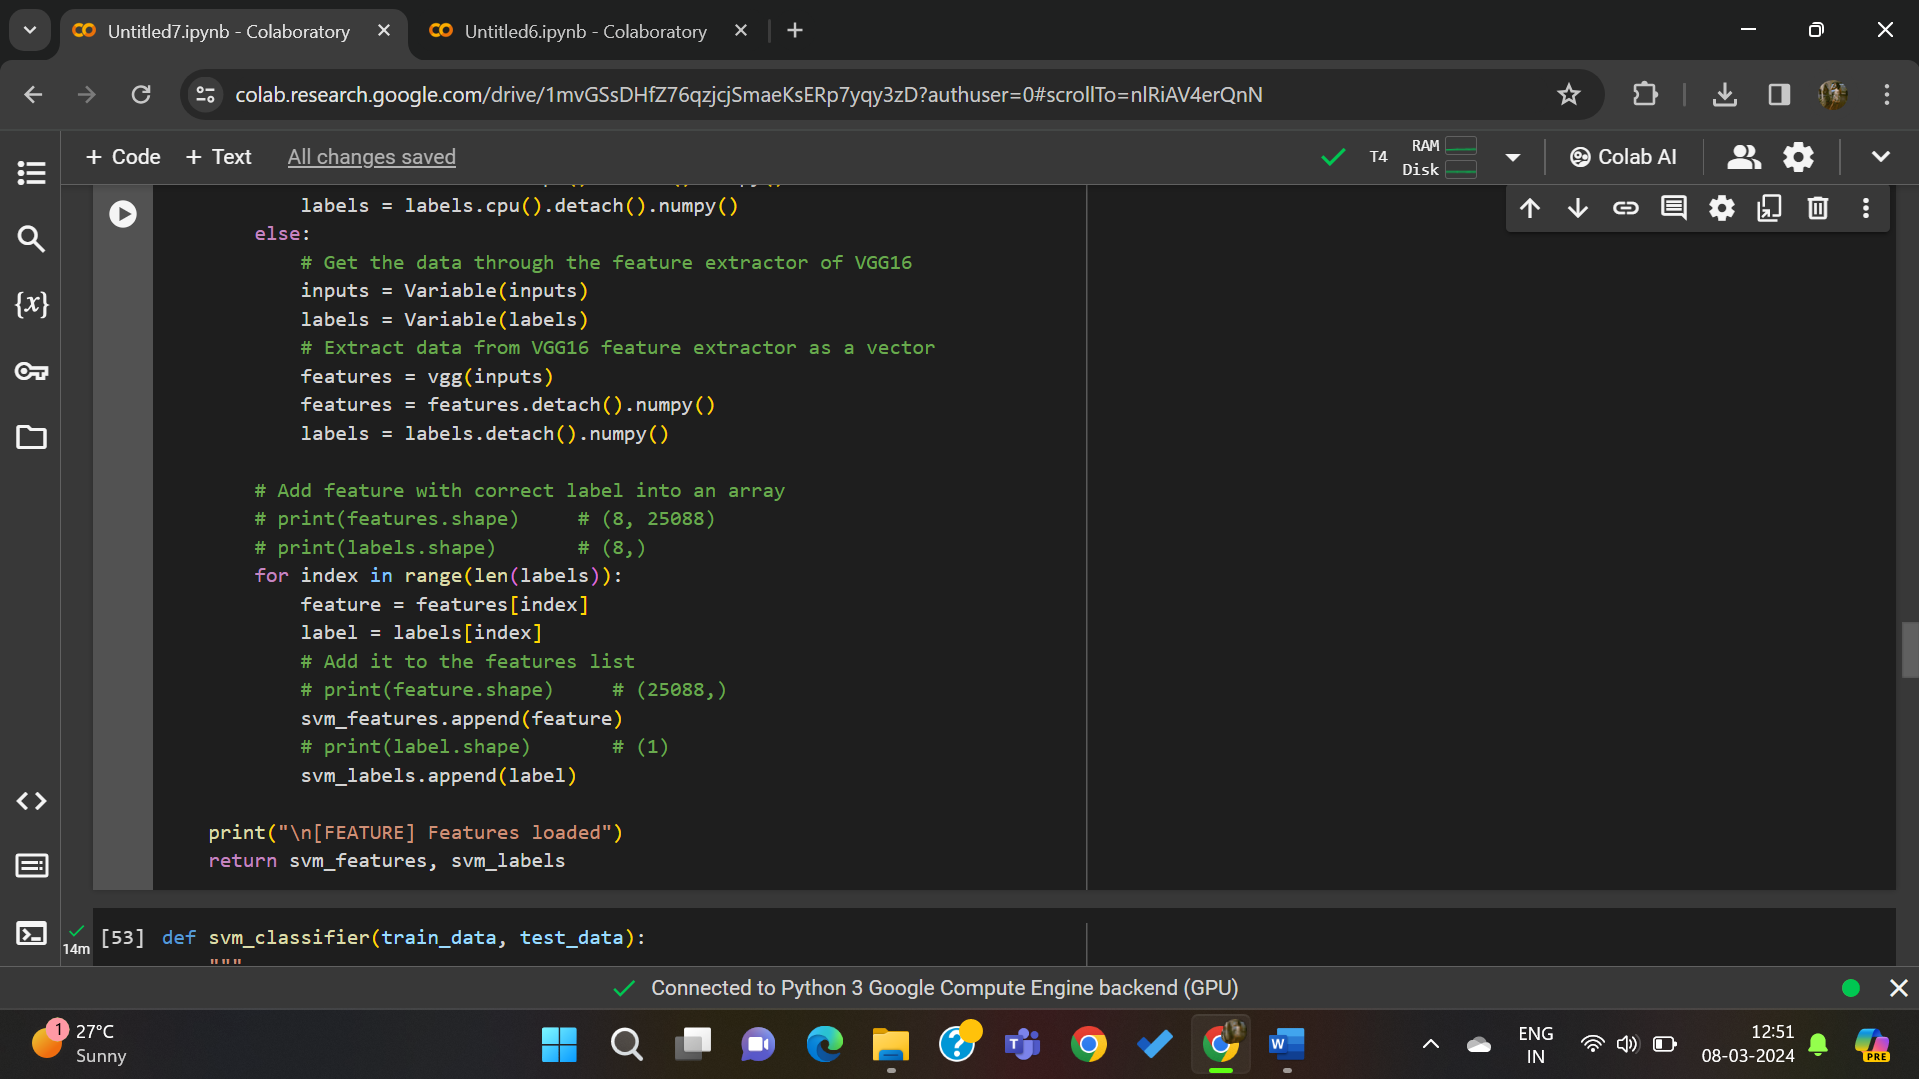 Untitled7.ipynb - Colaboratory
Untitled6.ipynb - Colaboratory
colab.research.google.com/drive/1mvGSsDHfZ76qzjcjSmaeKsERp7yqy3zD?authuser=0#scrollTo=nlRiAV4erQnN
+ Code + Text All changes saved
T4 RAM
Disk
Colab AI
labels = labels.cpu().detach().numpy()
else:
# Get the data through the feature extractor of VGG16
inputs = Variable(inputs)
labels = Variable(labels)
# Extract data from VGG16 feature extractor as a vector
features = vgg(inputs)
features = features.detach().numpy()
labels = labels.detach().numpy()
# Add feature with correct label into an array
# print(features.shape) # (8, 25088)
# print(labels.shape) # (8,)
for index in range(len(labels)):
feature = features[index]
label = labels[index]
# Add it to the features list
# print(feature.shape) # (25088,)
svm_features.append(feature)
# print(label.shape) # (1)
svm_labels.append(label)
print("\n[FEATURE] Features loaded")
return svm_features, svm_labels
14m
[53] def svm_classifier(train_data, test_data):
"""
Connected to Python 3 Google Compute Engine backend (GPU)
1
27°C
Sunny
ENG
IN
12:51
08-03-2024
PRE